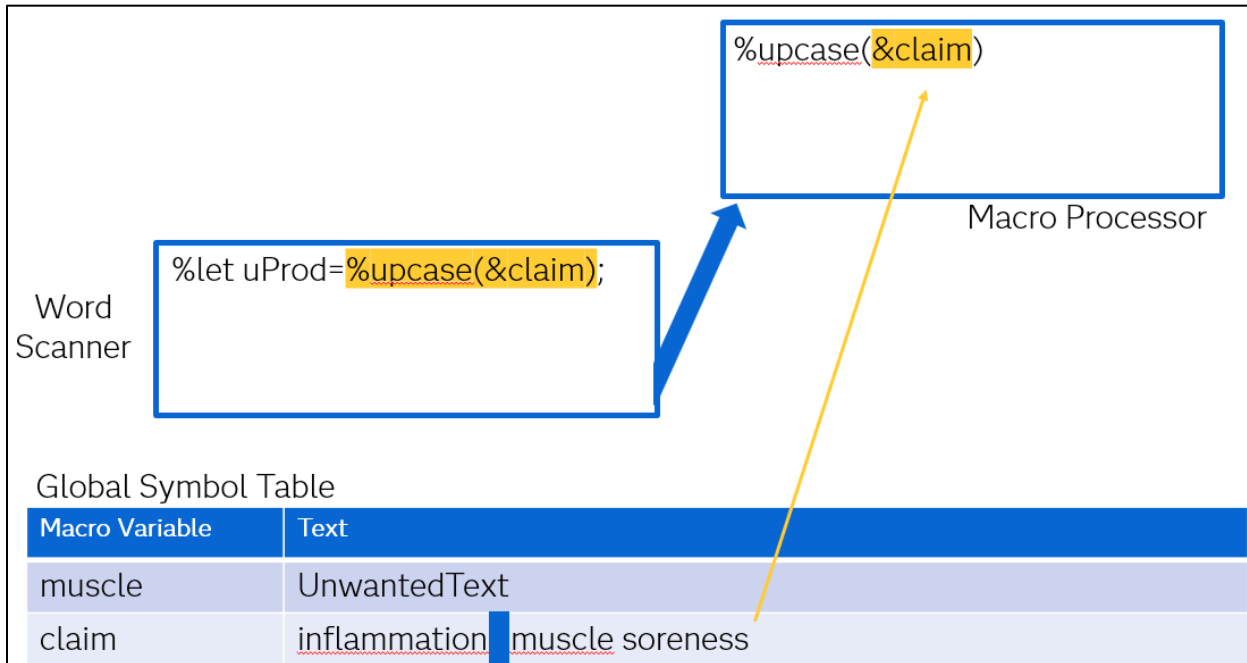 %upcase(&claim)
Macro Processor
%let uProd=%upcase(&claim);
Word
Scanner
Global Symbol Table
Macro Variable Text
muscle UnwantedText
claim inflammation muscle soreness